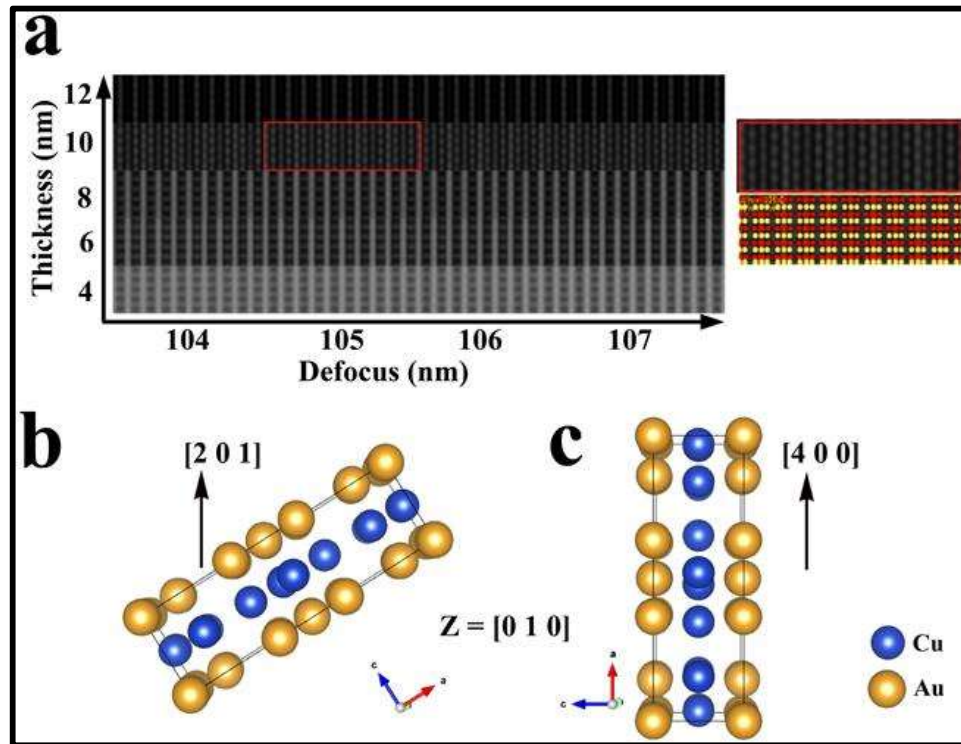 a
Thickness (nm)
12
10
8
6
4
104 105 106 107
Defocus (nm)
b
[2 0 1]
c
[4 0 0]
Z = [0 1 0]
c
a
a
c
Cu
Au